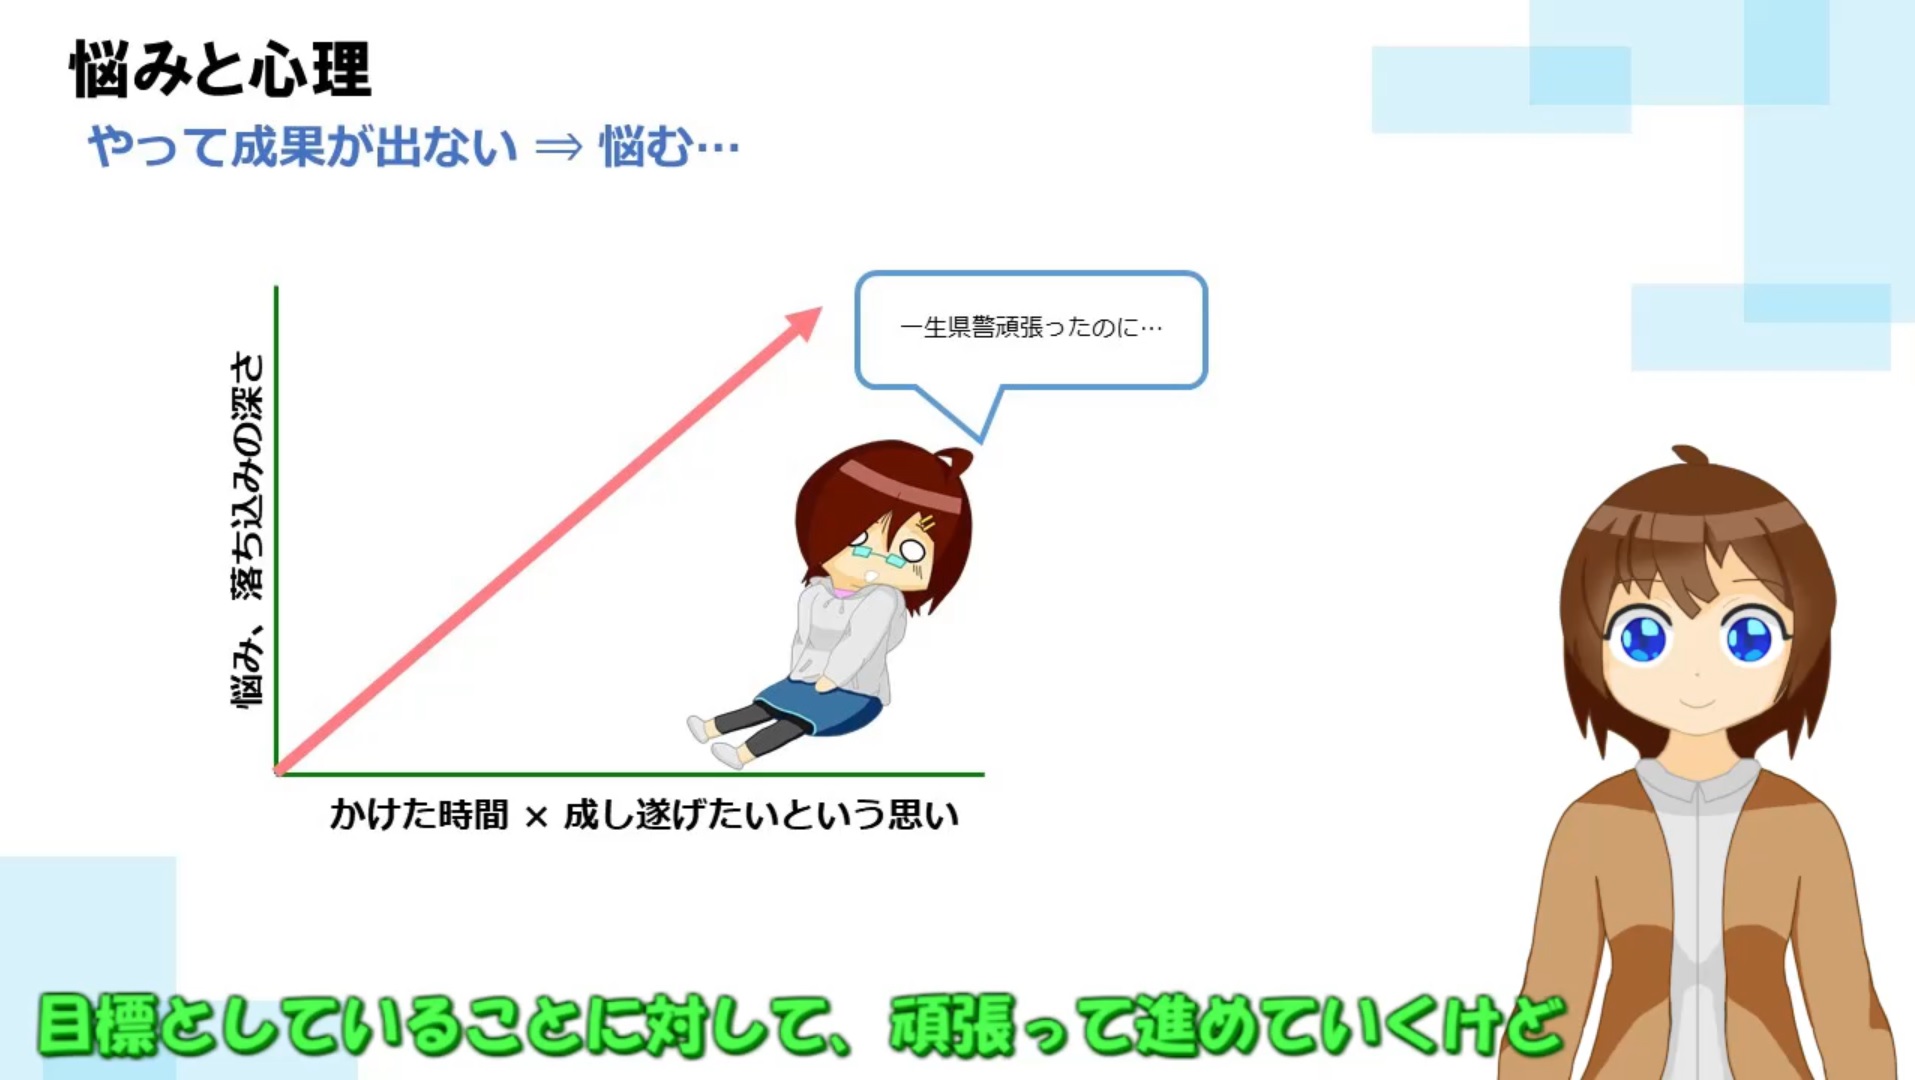 悩みと心理
やって成果が出ない ⇒ 悩む…
一生県警頑張ったのに…
悩み、落ち込みの深さ
かけた時間 × 成し遂げたいという思い
目標としていることに対して、頑張って進めていくけど